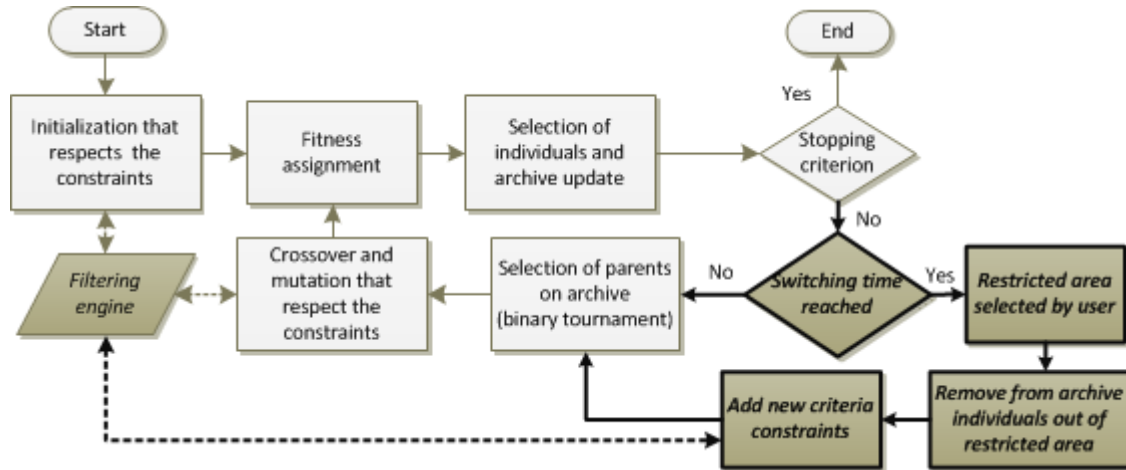 Start
End
Yes
Initialization that
respects the
constraints
Fitness
assignment
Selection of
individuals and
archive update
Stopping
criterion
No
Filtering
engine
Crossover and
mutation that
respect the
constraints
Selection of parents
on archive
(binary tournament)
No
Switching time
reached
Yes
Restricted area
selected by user
Add new criteria
constraints
Remove from archive
individuals out of
restricted area